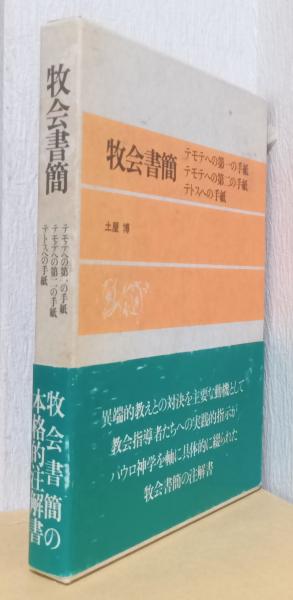 牧会書簡
テモテへの第一の手紙
テモテへの第二の手紙
テトスへの手紙
牧会書簡の
本格的注解書
牧会書簡
テモテへの第一の手紙
テモテへの第二の手紙
テトスへの手紙
土屋 博
異端的教えとの対決を主要な動機として
教会指導者たちへの実践的指示が
パウロ神学を軸に具体的に綴られた
牧会書簡の注解書